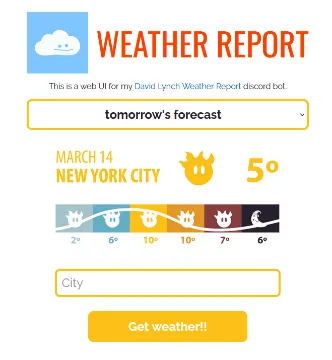 WEATHER REPORT
This is a web UI for my David Lynch Weather Report discord bot.
tomorrow's forecast
MARCH 14
NEW YORK CITY
5º
2º 6º 10º 10º 7º 6º
City
Get weather!!